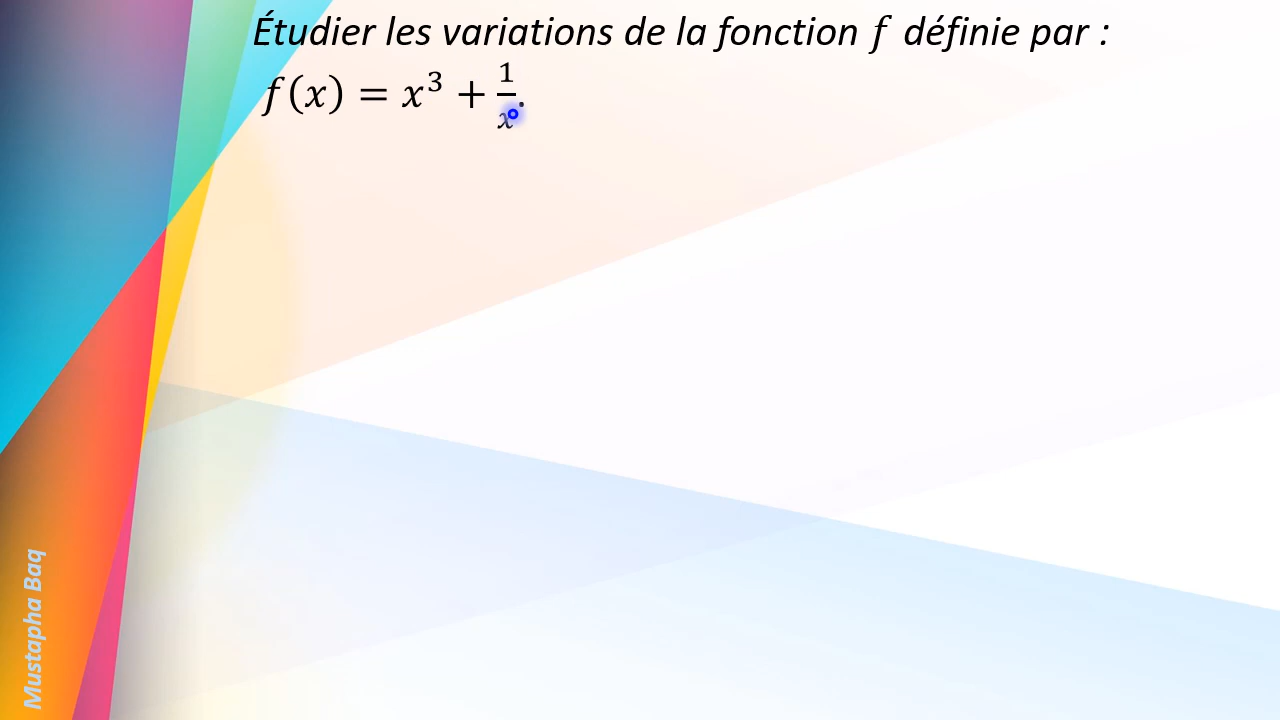 Étudier les variations de la fonction f définie par :
f(x) = x³ + 1/x.
Mustapha Baq